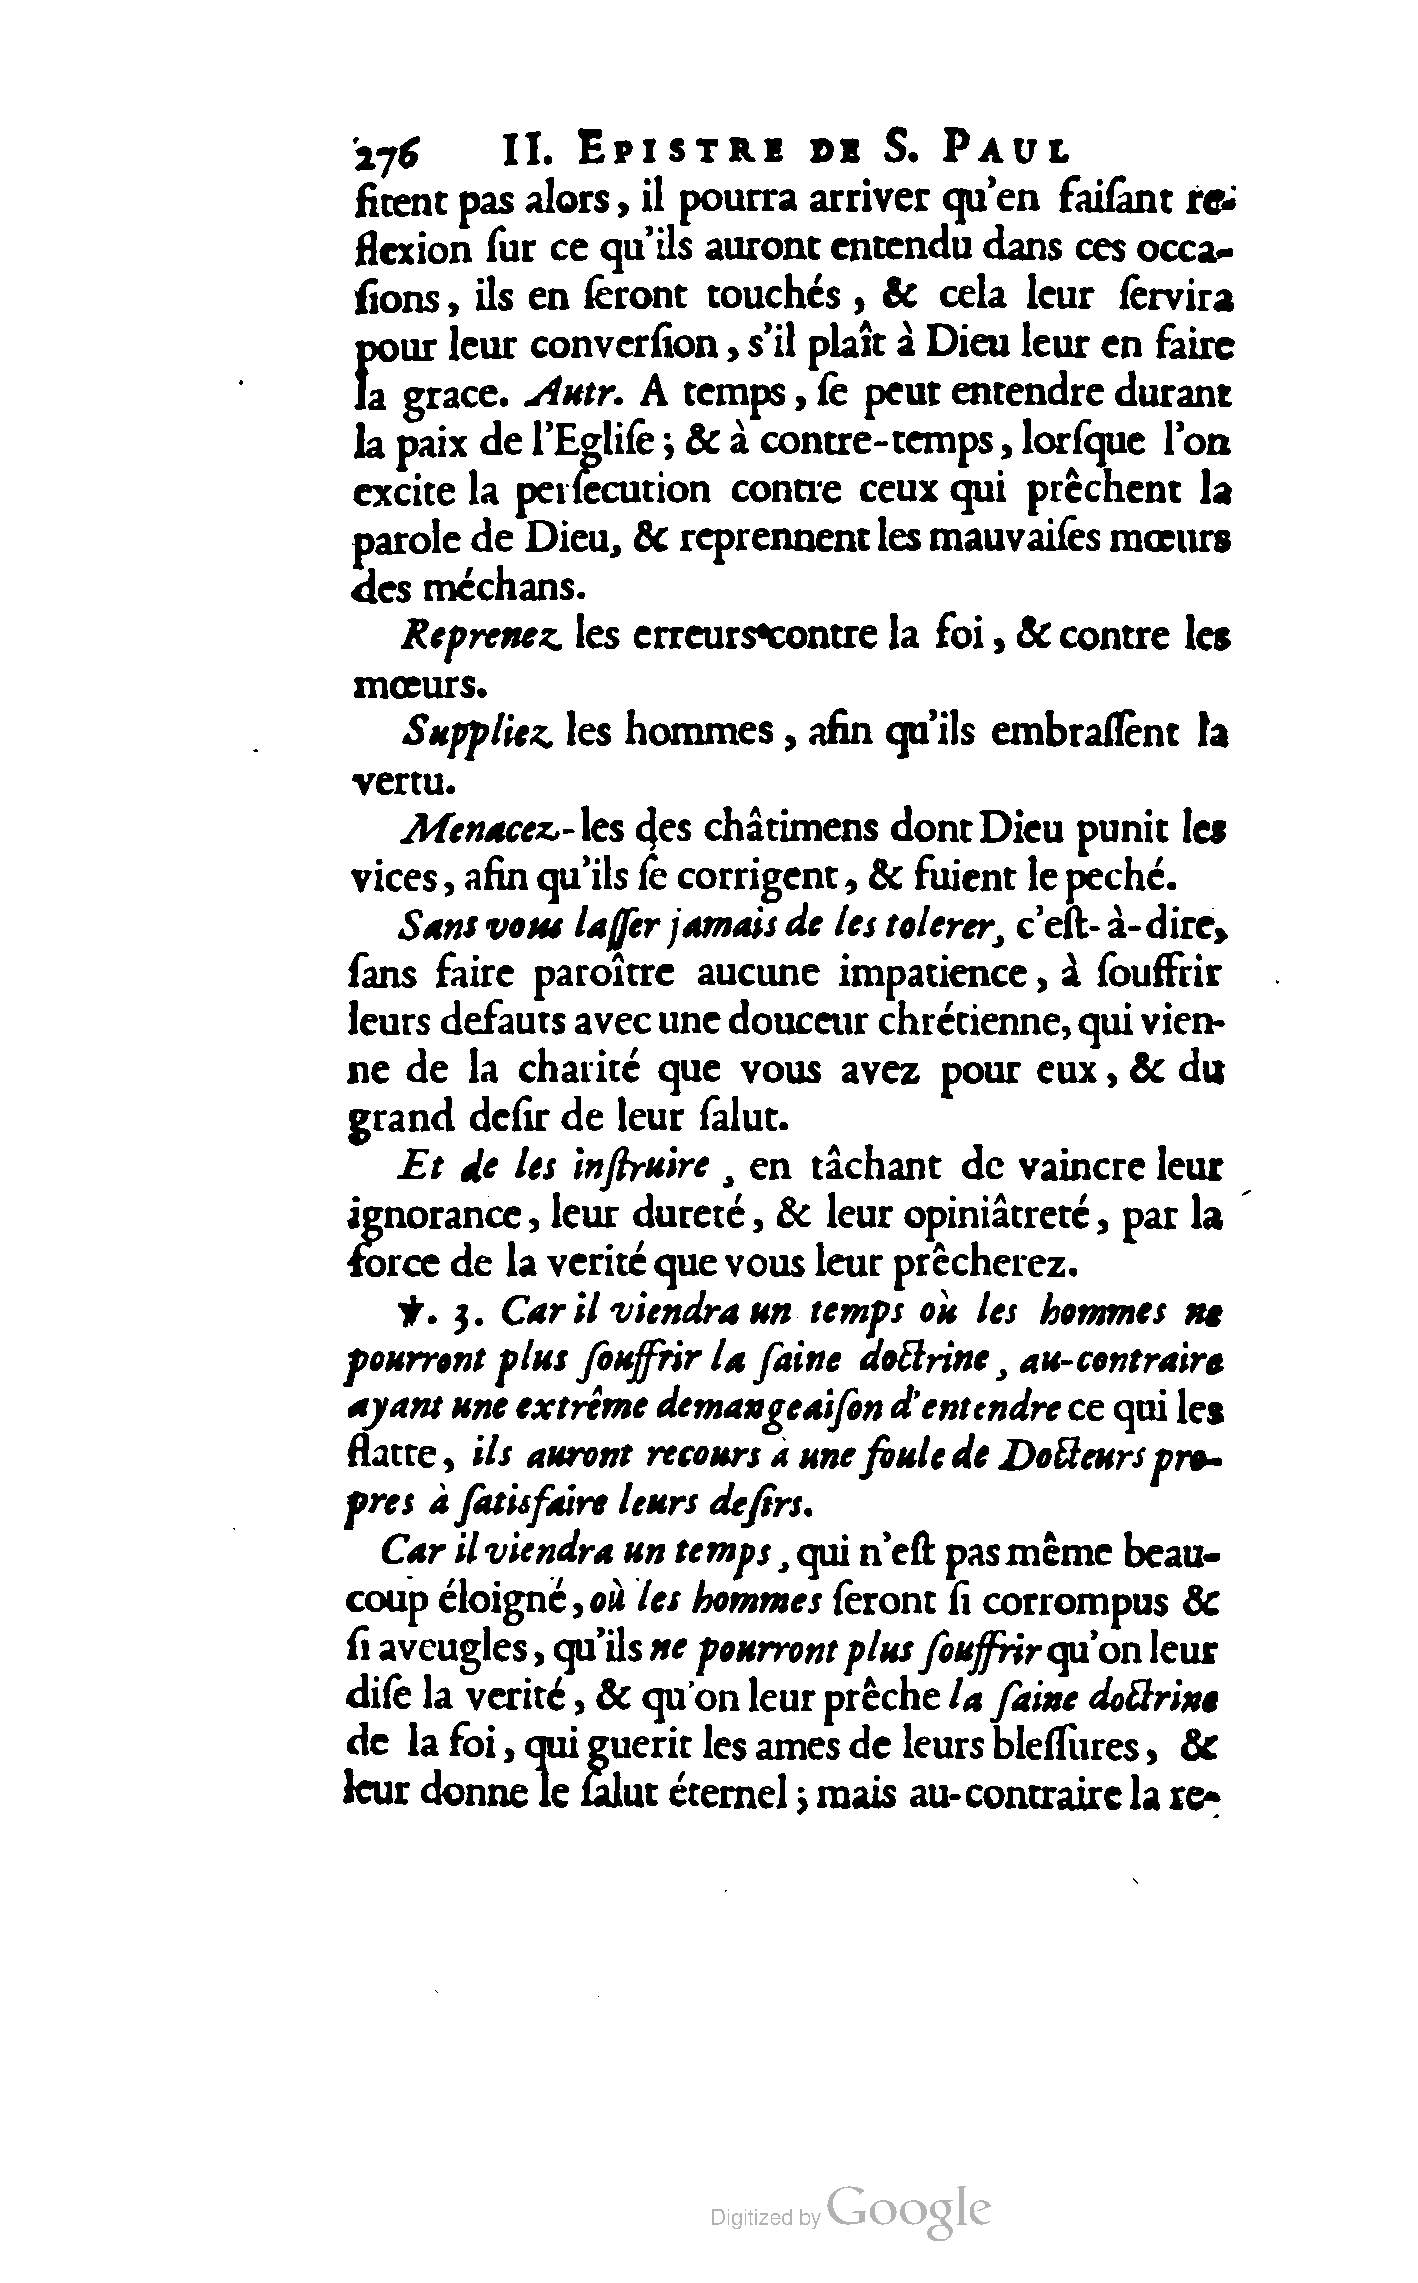 276 II. EPISTRE DE S. PAUL
fitent pas alors, il pourra arriver qu'en faiſant re-
flexion ſur ce qu'ils auront entendu dans ces occa-
ſions, ils en ſeront touchés, & cela leur ſervira
pour leur converſion, s'il plaît à Dieu leur en faire
la grace. Autr. A temps, ſe peut entendre durant
la paix de l'Egliſe; & à contre-temps, lorſque l'on
excite la perſecution contre ceux qui prêchent la
parole de Dieu, & reprennent les mauvaiſes mœurs
des méchans.
Reprenez les erreurs contre la foi, & contre les
mœurs.
Suppliez les hommes, afin qu'ils embraſſent la
vertu.
Menacez-les des châtimens dont Dieu punit les
vices, afin qu'ils ſe corrigent, & fuient le peché.
Sans vous laſſer jamais de les tolerer, c'eſt-à-dire,
ſans faire paroître aucune impatience, à ſouffrir
leurs defauts avec une douceur chrétienne, qui vien-
ne de la charité que vous avez pour eux, & du
grand deſir de leur ſalut.
Et de les inſtruire, en tâchant de vaincre leur
ignorance, leur dureté, & leur opiniâtreté, par la
force de la verité que vous leur prêcherez.
℣. 3. Car il viendra un temps où les hommes ne
pourront plus ſouffrir la ſaine doctrine, au-contraire
ayant une extrême demangeaiſon d'entendre ce qui les
flatte, ils auront recours à une foule de Docteurs pro-
pres à ſatisfaire leurs deſirs.
Car il viendra un temps, qui n'eſt pas même beau-
coup éloigné, où les hommes ſeront ſi corrompus &
ſi aveugles, qu'ils ne pourront plus ſouffrir qu'on leur
diſe la verité, & qu'on leur prêche la ſaine doctrine
de la foi, qui guerit les ames de leurs bleſſures, &
leur donne le ſalut éternel; mais au-contraire la re-
Digitized by Google